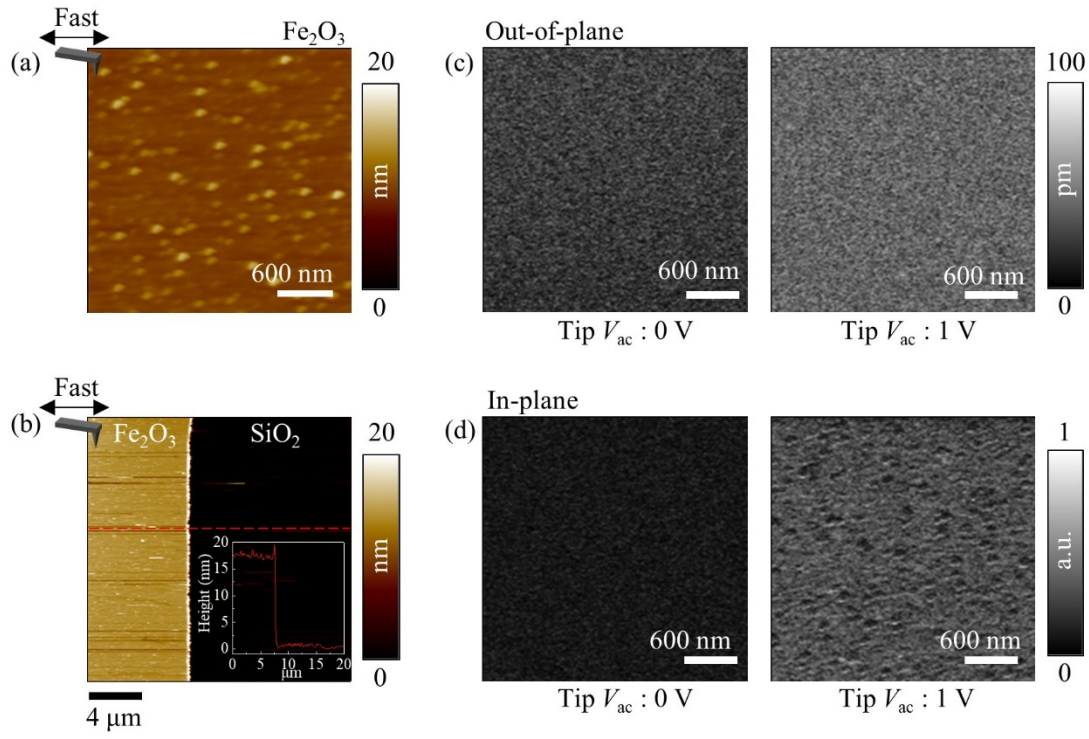 Fast
Fe₂O₃
(a)
20
nm
0
600 nm
Out-of-plane
(c)
600 nm
Tip Vac : 0 V
600 nm
Tip Vac : 1 V
100
pm
0
Fast
(b)
Fe₂O₃ SiO₂
20
nm
0
Height (nm)
20
15
10
5
0
0 5 10 15 20
μm
4 μm
In-plane
(d)
600 nm
Tip Vac : 0 V
600 nm
Tip Vac : 1 V
1
a.u.
0